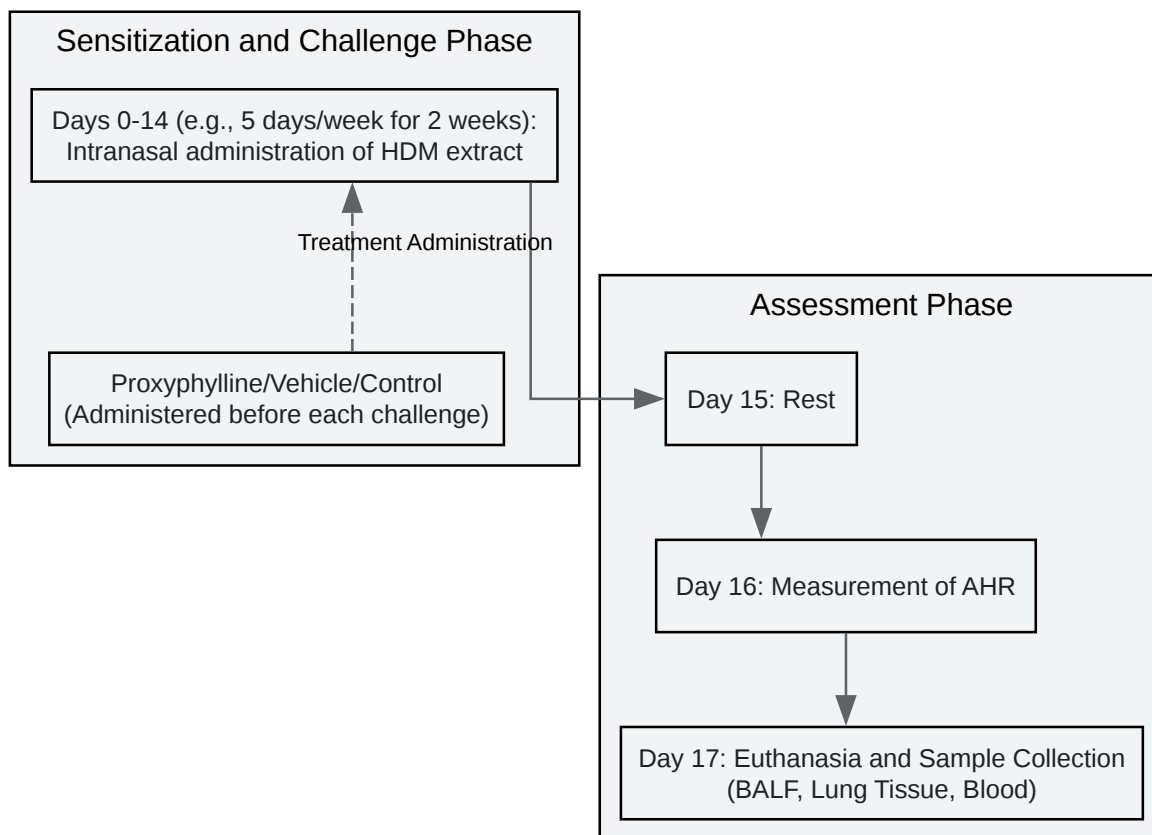 Sensitization and Challenge Phase
Days 0-14 (e.g., 5 days/week for 2 weeks):
Intranasal administration of HDM extract
Treatment Administration
Proxyphylline/Vehicle/Control
(Administered before each challenge)
Assessment Phase
Day 15: Rest
Day 16: Measurement of AHR
Day 17: Euthanasia and Sample Collection
(BALF, Lung Tissue, Blood)